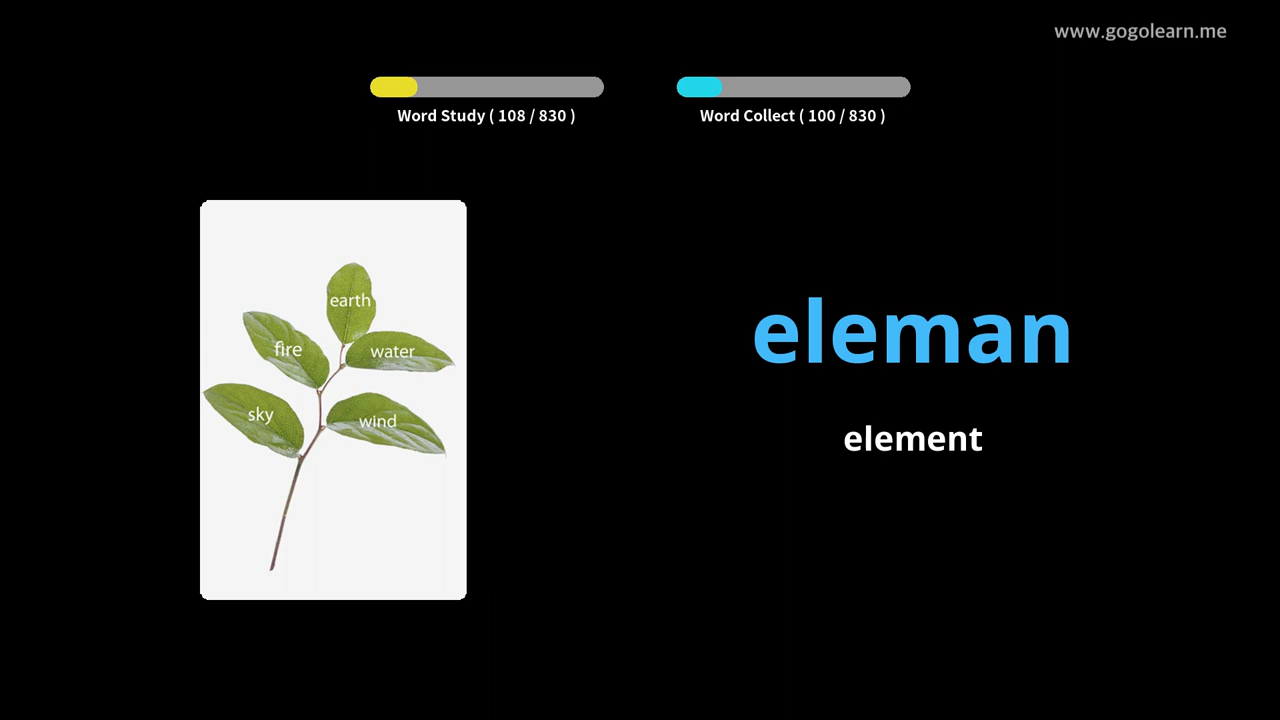 www.gogolearn.me
Word Study ( 108 / 830 )
Word Collect ( 100 / 830 )
earth
fire
water
sky
wind
eleman
element